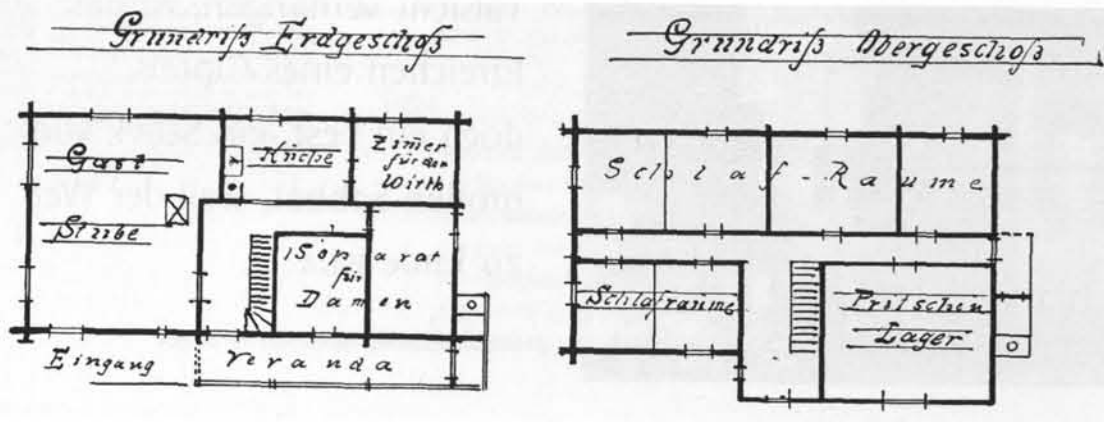 Grundriß Erdgeschoß
Gast
Stube
Küche
Zimer
für den
Wirth
Separat
für
Damen
Eingang
Veranda
Grundriß Obergeschoß
Schlaf-Räume
Schlafräume
Pritschen
Lager